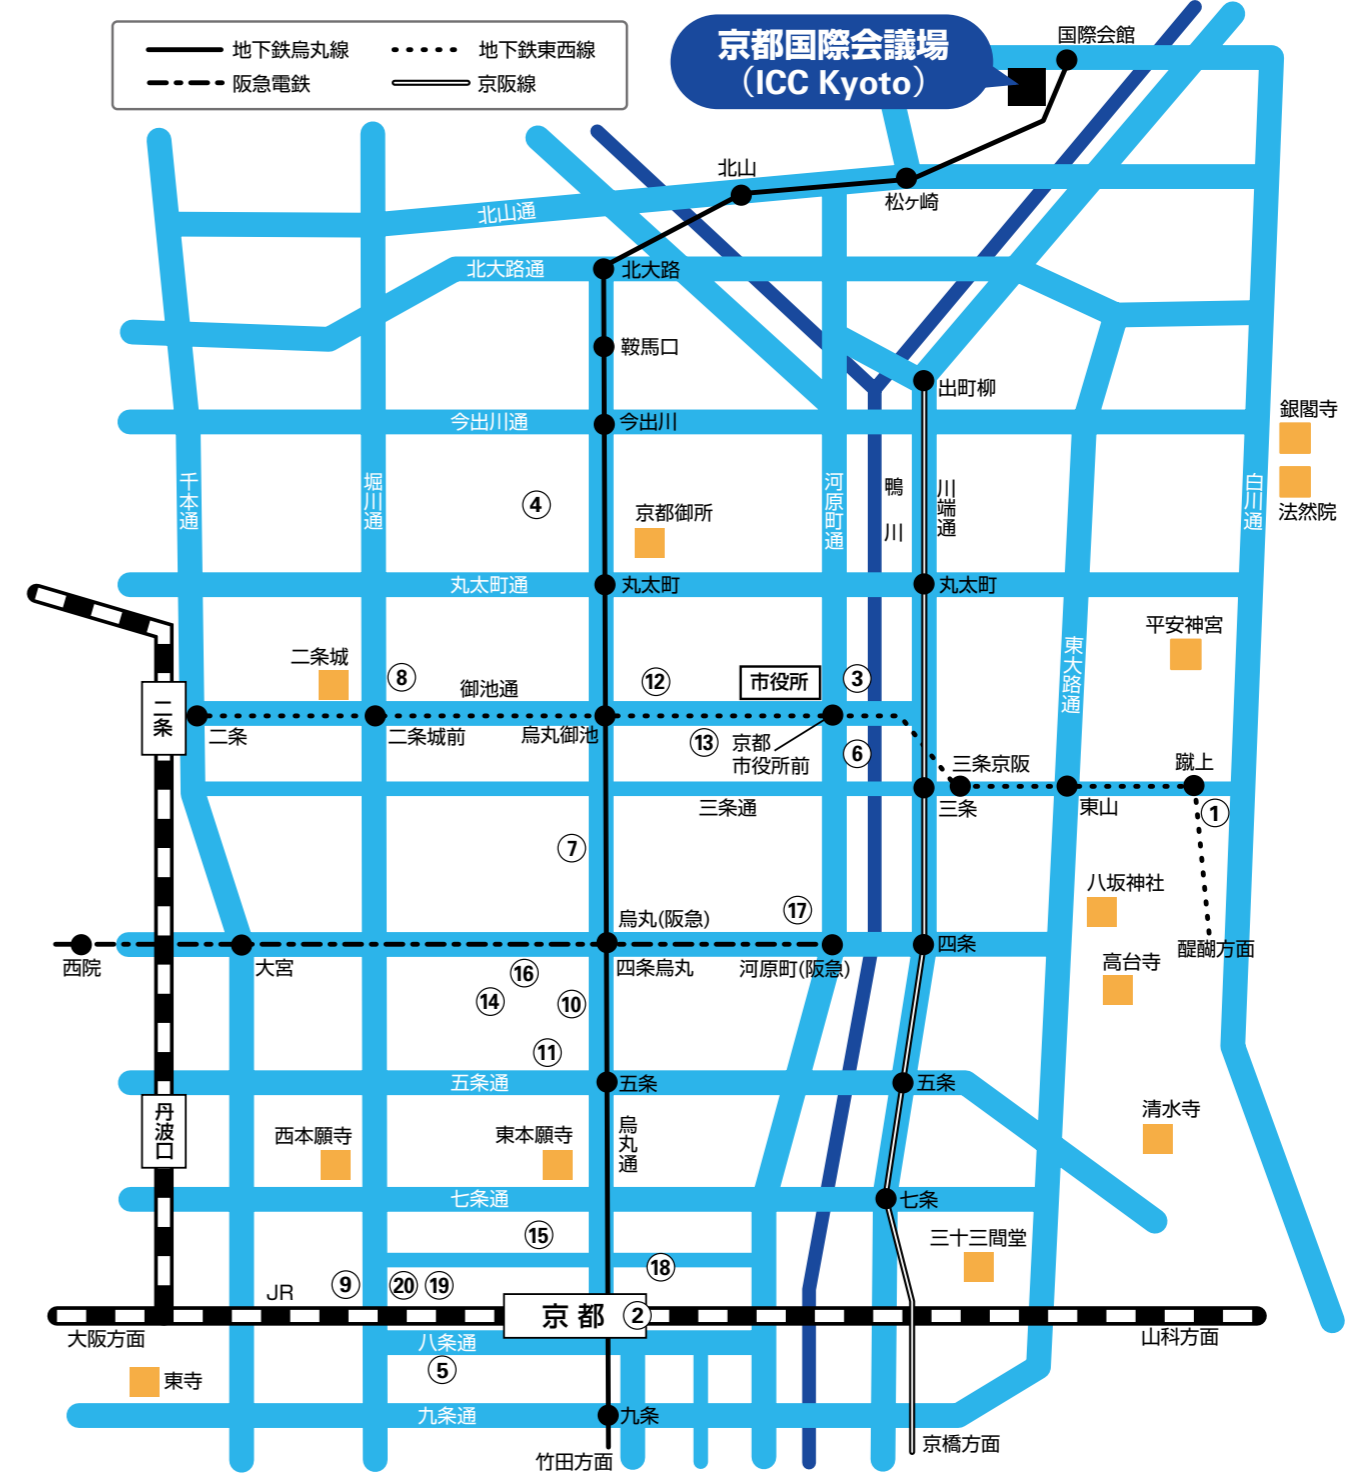 地下鉄烏丸線
地下鉄東西線
阪急電鉄
京阪線
京都国際会議場
（ICC Kyoto）
国際会館
北山
松ヶ崎
北山通
北大路通
北大路
鞍馬口
出町柳
今出川通
今出川
銀閣寺
法然院
千本通
堀川通
河原町通
鴨川
川端通
白川通
④
京都御所
丸太町通
丸太町
丸太町
平安神宮
東大路通
二条城
⑧
御池通
⑫
市役所
③
二条
二条
二条城前
烏丸御池
⑬
京都
市役所前
⑥
三条京阪
蹴上
三条通
三条
東山
①
⑦
八坂神社
⑰
烏丸(阪急)
西院
大宮
四条烏丸
河原町(阪急)
四条
醍醐方面
高台寺
⑯
⑭
⑩
⑪
五条通
五条
五条
丹波口
烏丸通
清水寺
西本願寺
東本願寺
七条通
七条
⑮
三十三間堂
⑱
JR
⑨
⑳
⑲
京都
②
大阪方面
山科方面
八条通
⑤
東寺
九条通
九条
京橋方面
竹田方面